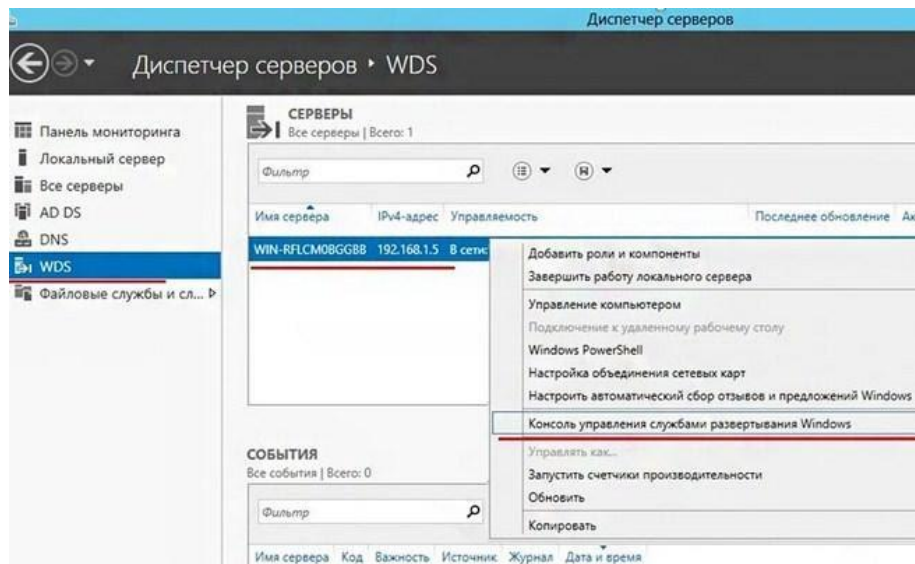 Диспетчер серверов
Диспетчер серверов ‣ WDS
Панель мониторинга
Локальный сервер
Все серверы
AD DS
DNS
WDS
Файловые службы и сл...
СЕРВЕРЫ
Все серверы | Всего: 1
Фильтр
Имя сервера IPv4-адрес Управляемость Последнее обновление
WIN-RFLCM0BGGBB 192.168.1.5 В сети:
Добавить роли и компоненты
Завершить работу локального сервера
Управление компьютером
Подключение к удаленному рабочему столу
Windows PowerShell
Настройка объединения сетевых карт
Настроить автоматический сбор отзывов и предложений Windows
Консоль управления службами развертывания Windows
Управлять как...
Запустить счетчики производительности
Обновить
Копировать
СОБЫТИЯ
Все события | Всего: 0
Фильтр
Имя сервера Код Важность Источник Журнал Дата и время